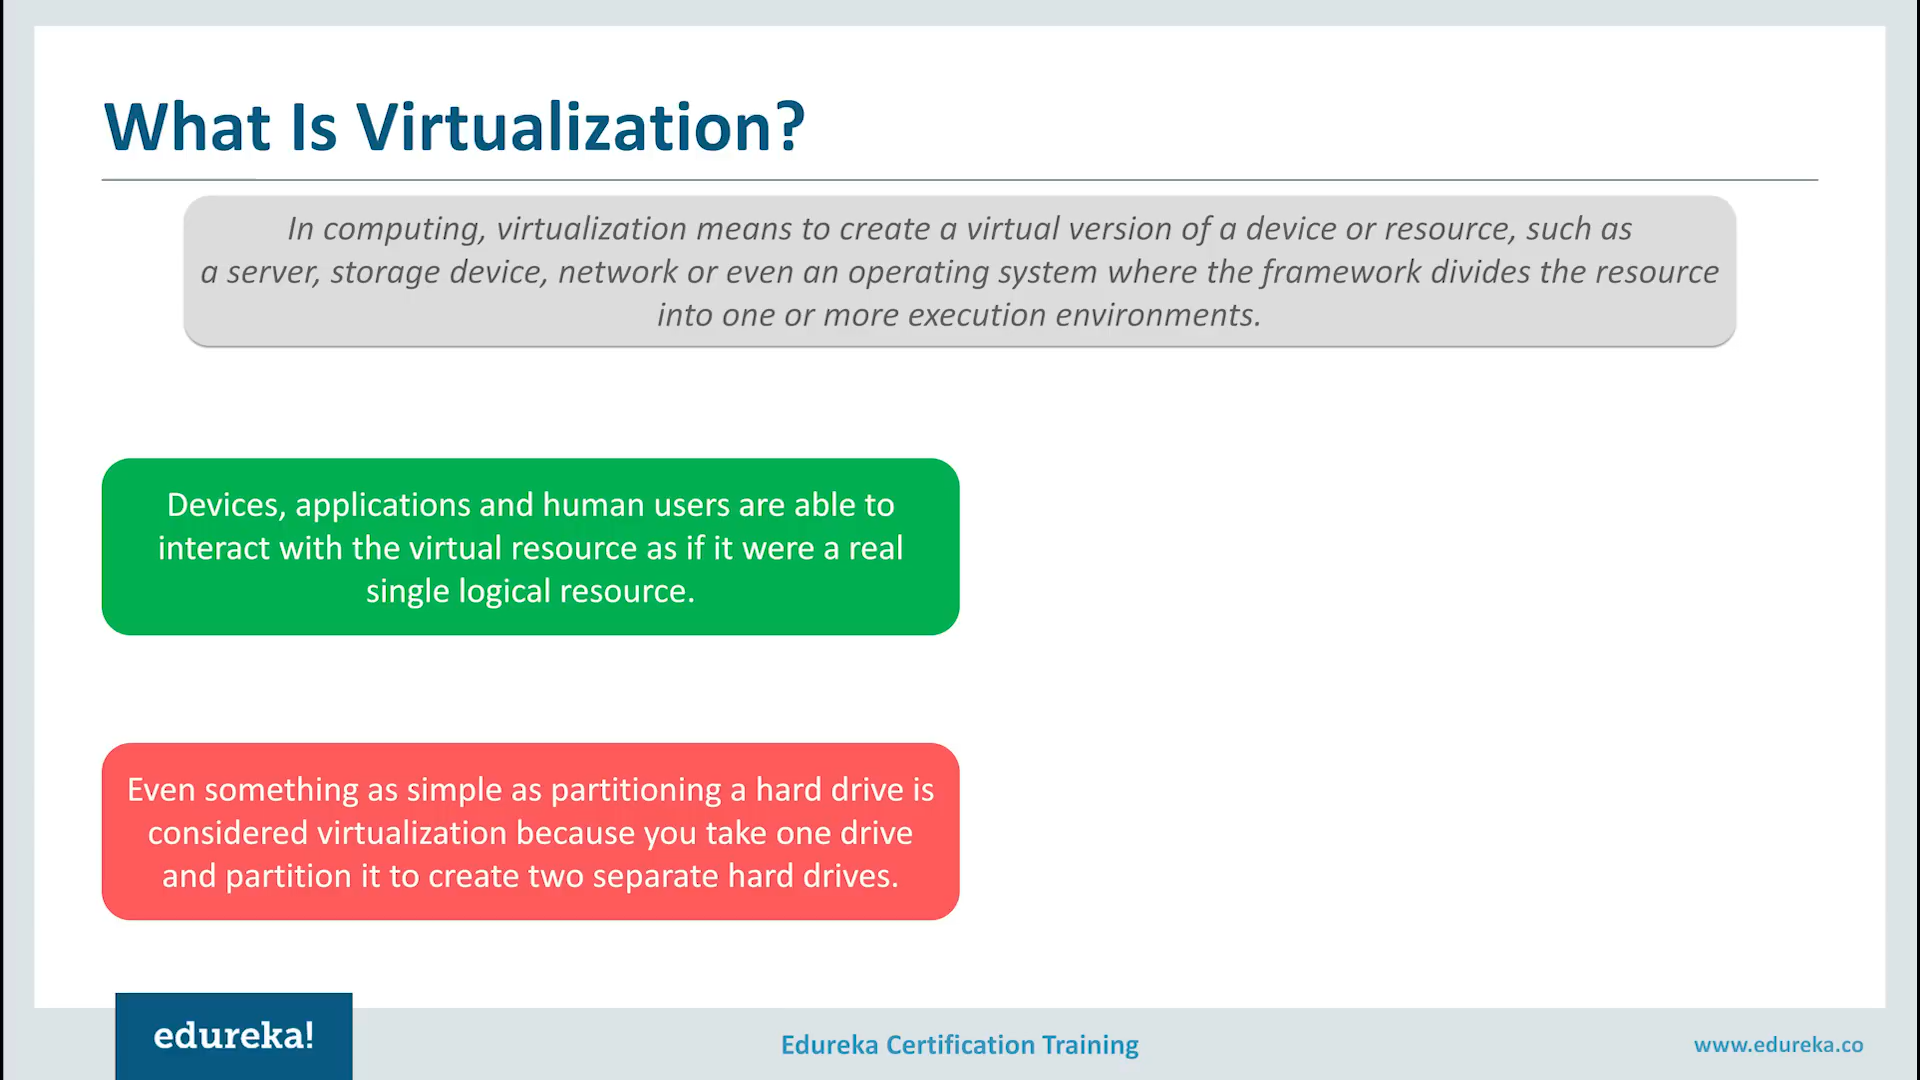 What Is Virtualization?
In computing, virtualization means to create a virtual version of a device or resource, such as
a server, storage device, network or even an operating system where the framework divides the resource
into one or more execution environments.
Devices, applications and human users are able to
interact with the virtual resource as if it were a real
single logical resource.
Even something as simple as partitioning a hard drive is
considered virtualization because you take one drive
and partition it to create two separate hard drives.
edureka!
Edureka Certification Training
www.edureka.co